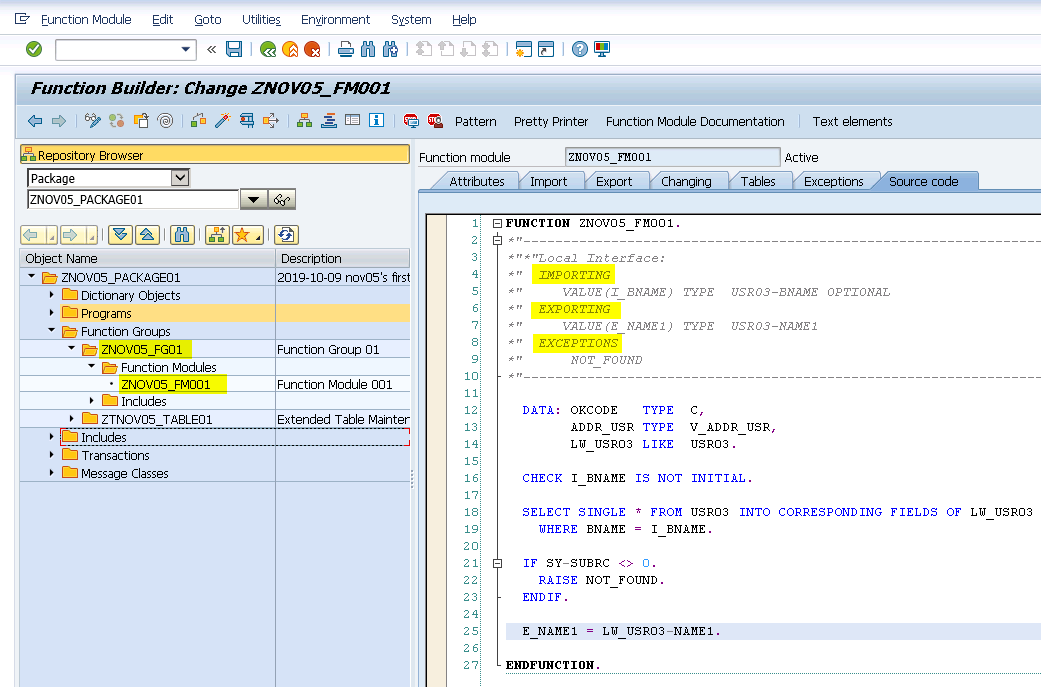 Function Module Edit Goto Utilities Environment System Help
Function Builder: Change ZNOV05_FM001
Pattern Pretty Printer Function Module Documentation Text elements
Repository Browser
Package
ZNOV05_PACKAGE01
Object Name Description
ZNOV05_PACKAGE01 2019-10-09 nov05's first
Dictionary Objects
Programs
Function Groups
ZNOV05_FG01 Function Group 01
Function Modules
ZNOV05_FM001 Function Module 001
Includes
ZTNOV05_TABLE01 Extended Table Mainten
Includes
Transactions
Message Classes
Function module ZNOV05_FM001 Active
Attributes Import Export Changing Tables Exceptions Source code
1 FUNCTION ZNOV05_FM001.
2 *"----------------------------------------------------------------------
3 *"*"Local Interface:
4 *" IMPORTING
5 *" VALUE(I_BNAME) TYPE USR03-BNAME OPTIONAL
6 *" EXPORTING
7 *" VALUE(E_NAME1) TYPE USR03-NAME1
8 *" EXCEPTIONS
9 *" NOT_FOUND
10 *"----------------------------------------------------------------------
11
12 DATA: OKCODE TYPE C,
13 ADDR_USR TYPE V_ADDR_USR,
14 LW_USR03 LIKE USR03.
15
16 CHECK I_BNAME IS NOT INITIAL.
17
18 SELECT SINGLE * FROM USR03 INTO CORRESPONDING FIELDS OF LW_USR03
19 WHERE BNAME = I_BNAME.
20
21 IF SY-SUBRC <> 0.
22 RAISE NOT_FOUND.
23 ENDIF.
24
25 E_NAME1 = LW_USR03-NAME1.
26
27 ENDFUNCTION.